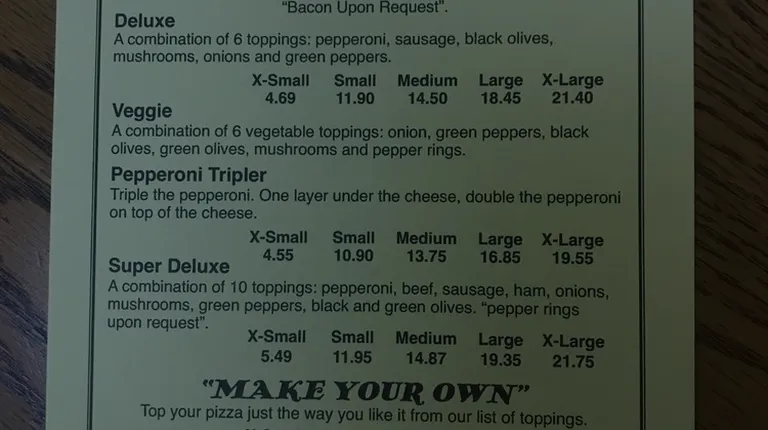 "Bacon Upon Request".
Deluxe
A combination of 6 toppings: pepperoni, sausage, black olives,
mushrooms, onions and green peppers.
X-Small Small Medium Large X-Large
4.69 11.90 14.50 18.45 21.40
Veggie
A combination of 6 vegetable toppings: onion, green peppers, black
olives, green olives, mushrooms and pepper rings.
Pepperoni Tripler
Triple the pepperoni. One layer under the cheese, double the pepperoni
on top of the cheese.
X-Small Small Medium Large X-Large
4.55 10.90 13.75 16.85 19.55
Super Deluxe
A combination of 10 toppings: pepperoni, beef, sausage, ham, onions,
mushrooms, green peppers, black and green olives. "pepper rings
upon request".
X-Small Small Medium Large X-Large
5.49 11.95 14.87 19.35 21.75
"MAKE YOUR OWN"
Top your pizza just the way you like it from our list of toppings.